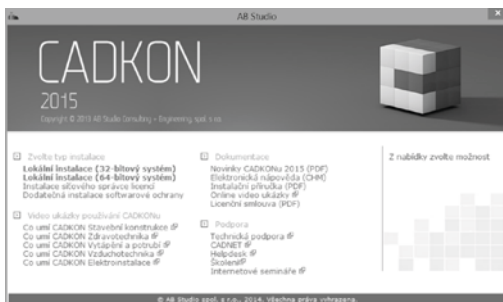 AB Studio
CADKON
2015
Copyright © 2013 AB Studio Consulting + Engineering spol. s r.o.
Zvolte typ instalace
Lokální instalace (32-bitový systém)
Lokální instalace (64-bitový systém)
Instalace síťového správce licencí
Dodatečná instalace softwarové ochrany
Video ukázky používání CADKONu
Co umí CADKON Stavební konstrukce
Co umí CADKON Zdravotechnika
Co umí CADKON Vytápění a potrubí
Co umí CADKON Vzduchotechnika
Co umí CADKON Elektroinstalace
Dokumentace
Novinky CADKONu 2015 (PDF)
Elektronická nápověda (CHM)
Instalační příručka (PDF)
Online video ukázky
Licenční smlouva (PDF)
Podpora
Technická podpora
CADNET
Helpdesk
Školení
Internetové semináře
Z nabídky zvolte možnost
© AB Studio spol. s r.o., 2014. Všechna práva vyhrazena.